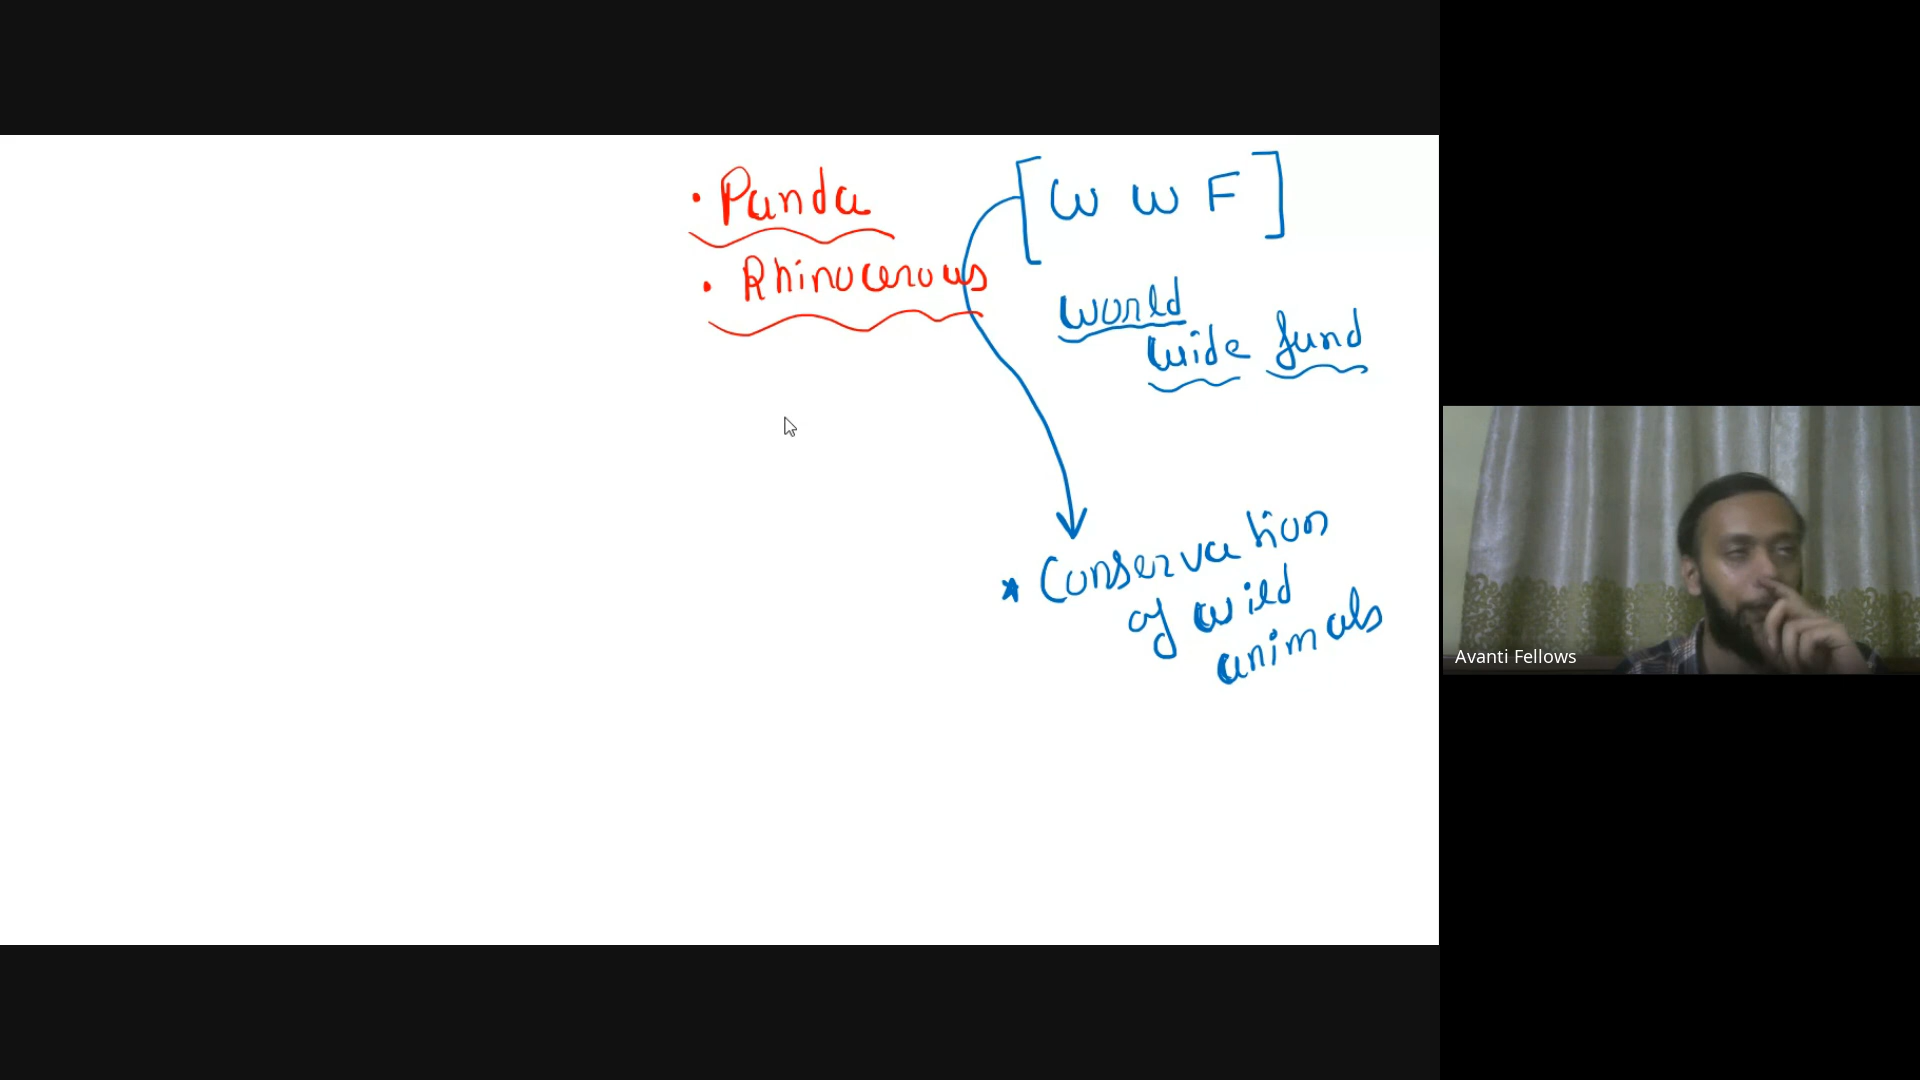 • Panda
• Rhinocerous
[W W F]
world
wide fund
* Conservation
of wild
animals
Avanti Fellows